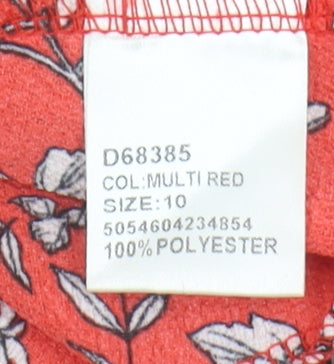 D68385
COL:MULTI RED
SIZE:10
5054604234854
100% POLYESTER